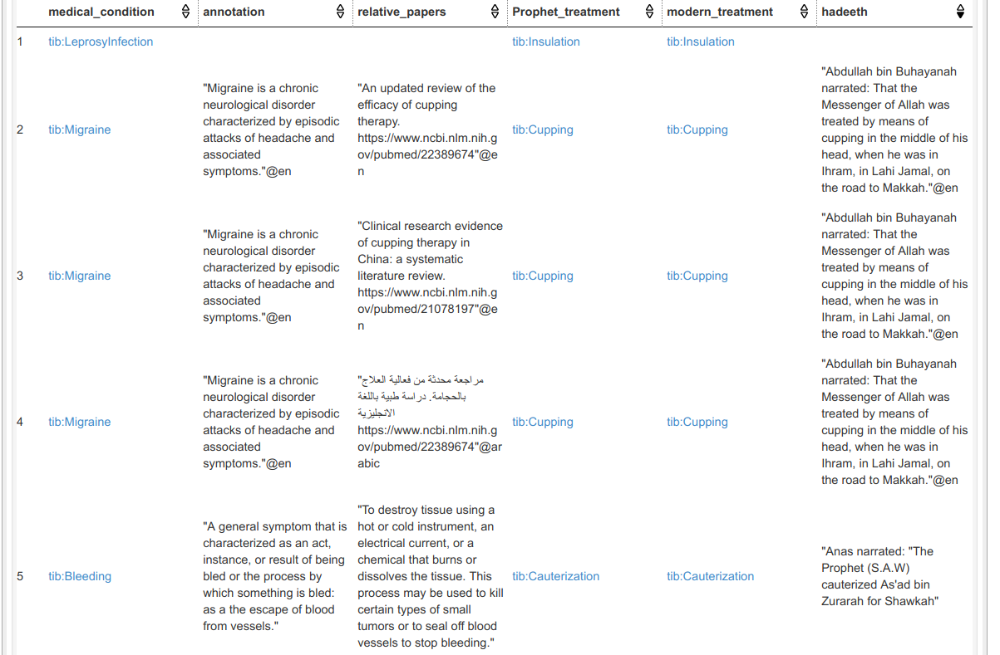 medical_condition annotation relative_papers Prophet_treatment modern_treatment hadeeth
1 tib:LeprosyInfection tib:Insulation tib:Insulation
2
tib:Migraine
"Migraine is a chronic
neurological disorder
characterized by episodic
attacks of headache and
associated
symptoms."@en
"An updated review of the
efficacy of cupping
therapy.
https://www.ncbi.nlm.nih.g
ov/pubmed/22389674"@e
n
tib:Cupping
tib:Cupping
"Abdullah bin Buhayanah
narrated: That the
Messenger of Allah was
treated by means of
cupping in the middle of his
head, when he was in
Ihram, in Lahi Jamal, on
the road to Makkah."@en
3
tib:Migraine
"Migraine is a chronic
neurological disorder
characterized by episodic
attacks of headache and
associated
symptoms."@en
"Clinical research evidence
of cupping therapy in
China: a systematic
literature review.
https://www.ncbi.nlm.nih.g
ov/pubmed/21078197"@e
n
tib:Cupping
tib:Cupping
"Abdullah bin Buhayanah
narrated: That the
Messenger of Allah was
treated by means of
cupping in the middle of his
head, when he was in
Ihram, in Lahi Jamal, on
the road to Makkah."@en
4
tib:Migraine
"Migraine is a chronic
neurological disorder
characterized by episodic
attacks of headache and
associated
symptoms."@en
"مراجعة محدثة من فعالية العلاج
بالحجامة. دراسة طبية باللغة
الانجليزية
https://www.ncbi.nlm.nih.g
ov/pubmed/22389674"@ar
abic
tib:Cupping
tib:Cupping
"Abdullah bin Buhayanah
narrated: That the
Messenger of Allah was
treated by means of
cupping in the middle of his
head, when he was in
Ihram, in Lahi Jamal, on
the road to Makkah."@en
5
tib:Bleeding
"A general symptom that is
characterized as an act,
instance, or result of being
bled or the process by
which something is bled:
as a the escape of blood
from vessels."
"To destroy tissue using a
hot or cold instrument, an
electrical current, or a
chemical that burns or
dissolves the tissue. This
process may be used to kill
certain types of small
tumors or to seal off blood
vessels to stop bleeding."
tib:Cauterization
tib:Cauterization
"Anas narrated: "The
Prophet (S.A.W)
cauterized As'ad bin
Zurarah for Shawkah"